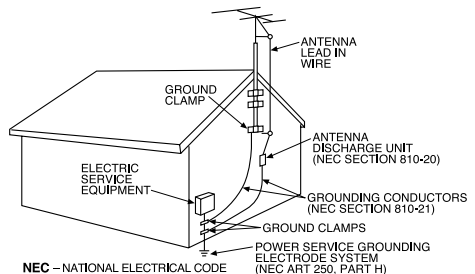 ANTENNA
LEAD IN
WIRE
GROUND
CLAMP
ANTENNA
DISCHARGE UNIT
(NEC SECTION 810-20)
ELECTRIC
SERVICE
EQUIPMENT
GROUNDING CONDUCTORS
(NEC SECTION 810-21)
GROUND CLAMPS
POWER SERVICE GROUNDING
ELECTRODE SYSTEM
(NEC ART 250, PART H)
NEC – NATIONAL ELECTRICAL CODE